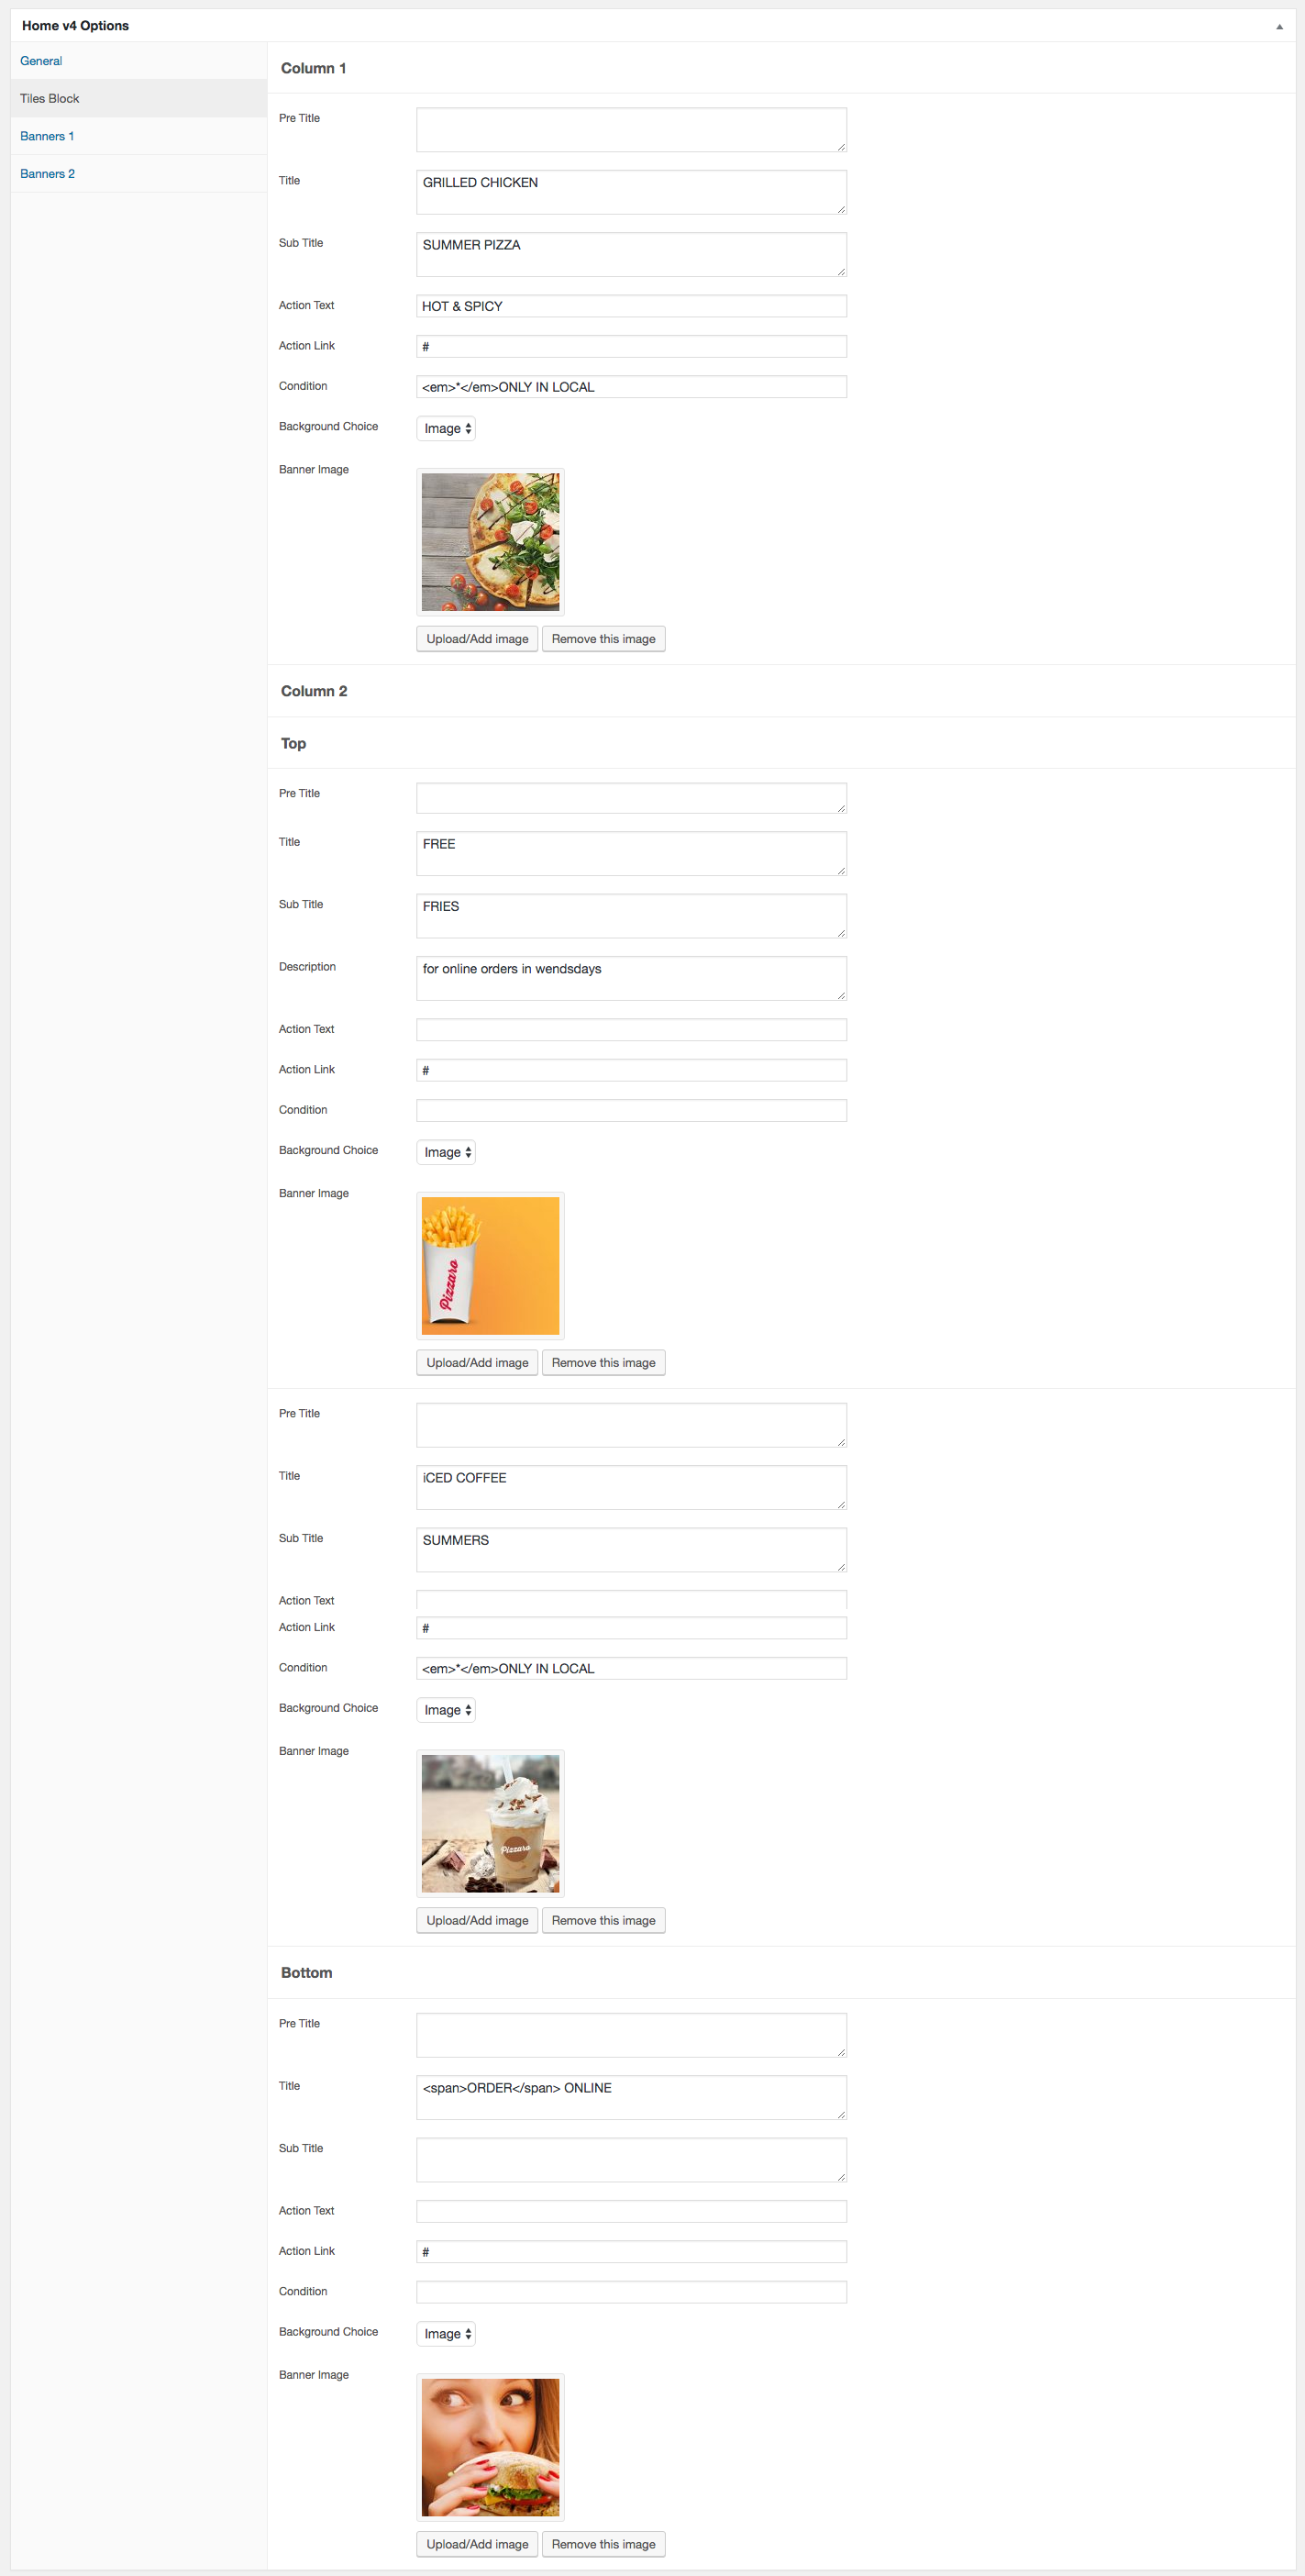 Home v4 Options
General
Tiles Block
Banners 1
Banners 2
Column 1
Pre Title
Title
GRILLED CHICKEN
Sub Title
SUMMER PIZZA
Action Text
HOT & SPICY
Action Link
#
Condition
<em>*</em>ONLY IN LOCAL
Background Choice
Image
Banner Image
Upload/Add image
Remove this image
Column 2
Top
Pre Title
Title
FREE
Sub Title
FRIES
Description
for online orders in wendsdays
Action Text
Action Link
#
Condition
Background Choice
Image
Banner Image
Pizzaro
Upload/Add image
Remove this image
Pre Title
Title
iCED COFFEE
Sub Title
SUMMERS
Action Text
Action Link
#
Condition
<em>*</em>ONLY IN LOCAL
Background Choice
Image
Banner Image
Pizzaro
Upload/Add image
Remove this image
Bottom
Pre Title
Title
<span>ORDER</span> ONLINE
Sub Title
Action Text
Action Link
#
Condition
Background Choice
Image
Banner Image
Upload/Add image
Remove this image